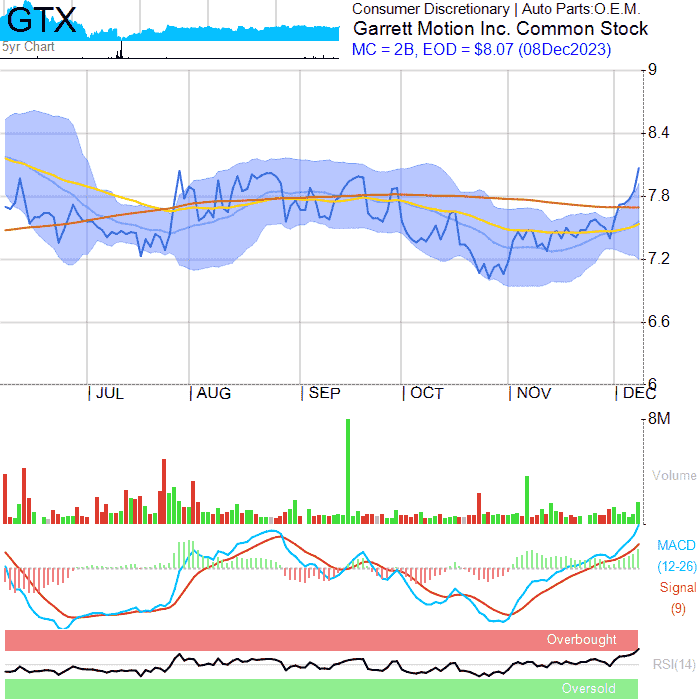 GTX
5yr Chart
Consumer Discretionary | Auto Parts:O.E.M.
Garrett Motion Inc. Common Stock
MC = 2B, EOD = $8.07 (08Dec2023)
9
8.4
7.8
7.2
6.6
6
JUL
AUG
SEP
OCT
NOV
DEC
8M
Volume
MACD
(12-26)
Signal
(9)
Overbought
RSI(14)
Oversold